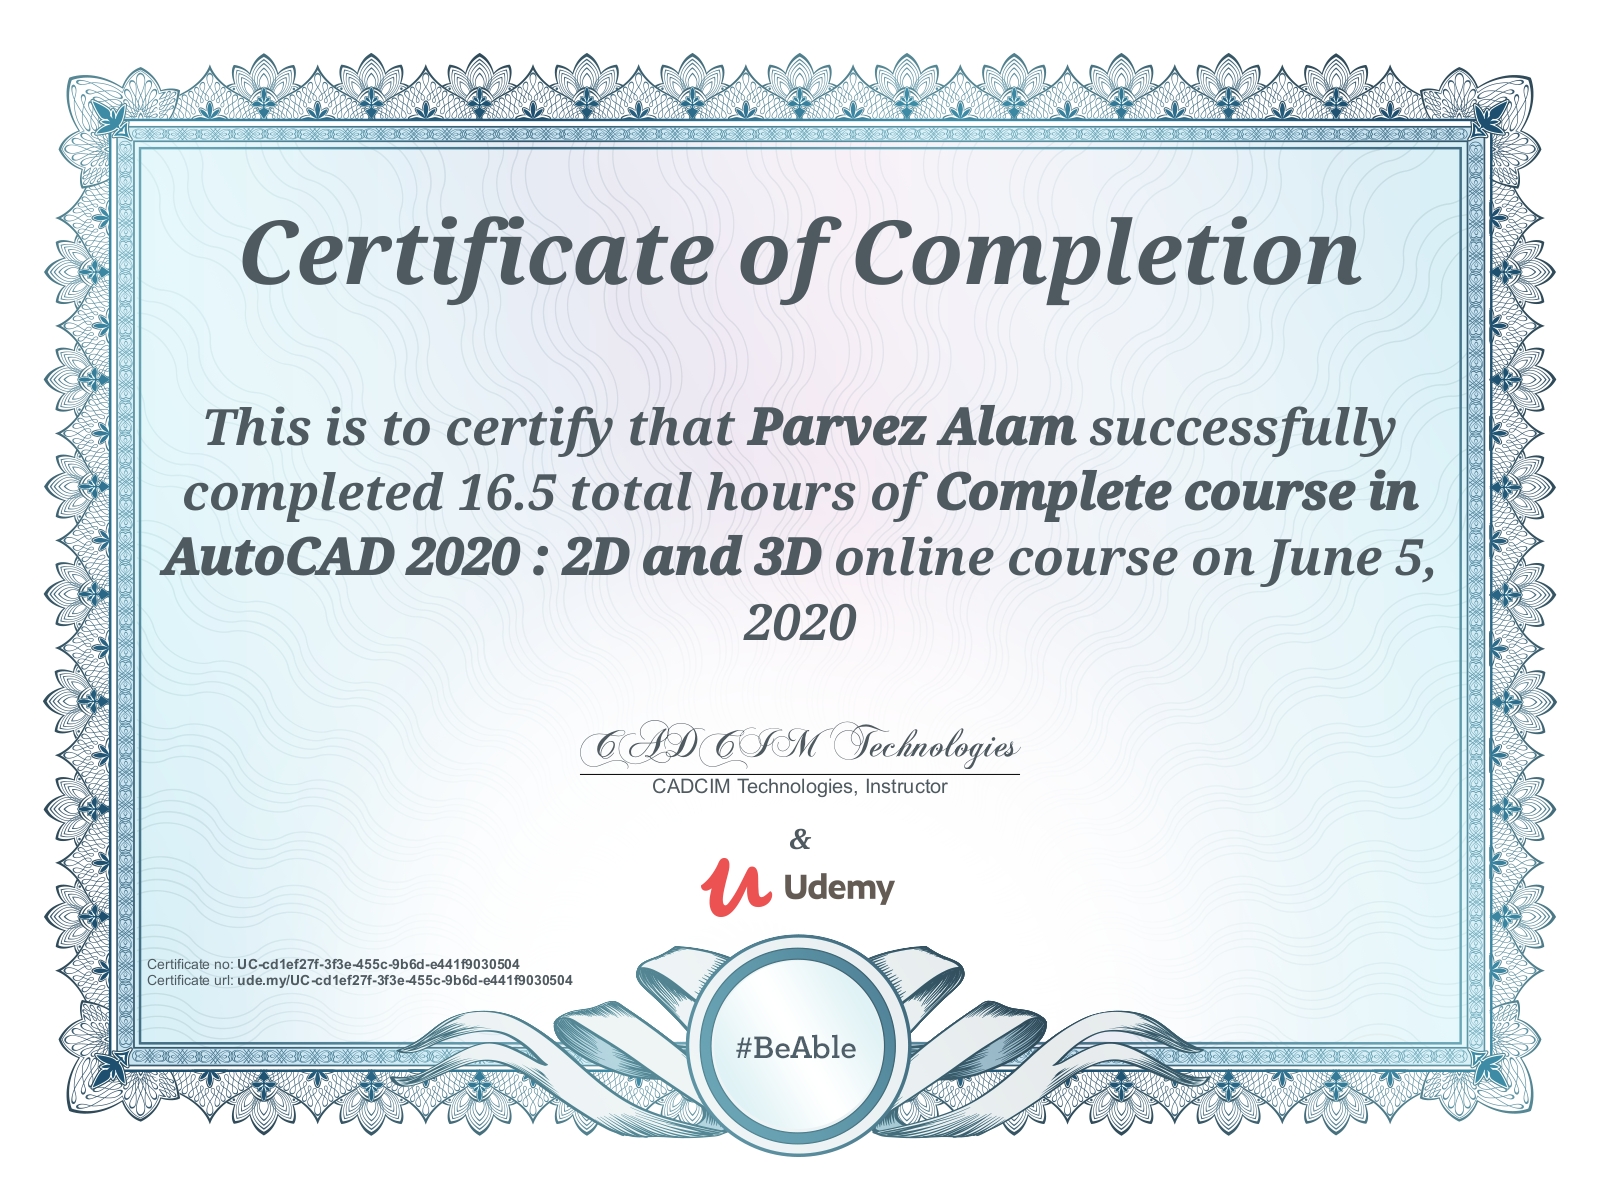 Certificate of Completion
This is to certify that Parvez Alam successfully
completed 16.5 total hours of Complete course in
AutoCAD 2020 : 2D and 3D online course on June 5,
2020
CADCIM Technologies
CADCIM Technologies, Instructor
&
Udemy
Certificate no: UC-cd1ef27f-3f3e-455c-9b6d-e441f9030504
Certificate url: ude.my/UC-cd1ef27f-3f3e-455c-9b6d-e441f9030504
#BeAble